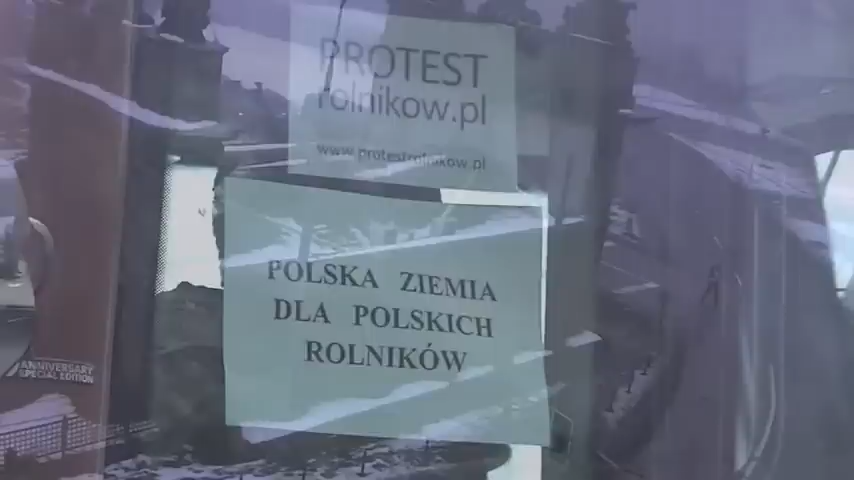 PROTEST
rolnikow.pl
www.protestrolnikow.pl
POLSKA ZIEMIA
DLA POLSKICH
ROLNIKÓW
ANNIVERSARY
SPECIAL EDITION